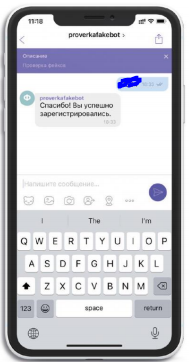 11:18
proverkafakebot ›
Описание
Проверка фейков
proverkafakebot
Спасибо! Вы успешно
зарегистрировались.
Напишите сообщение...
I The I'm
Q W E R T Y U I O P
A S D F G H J K L
Z X C V B N M
123 space return